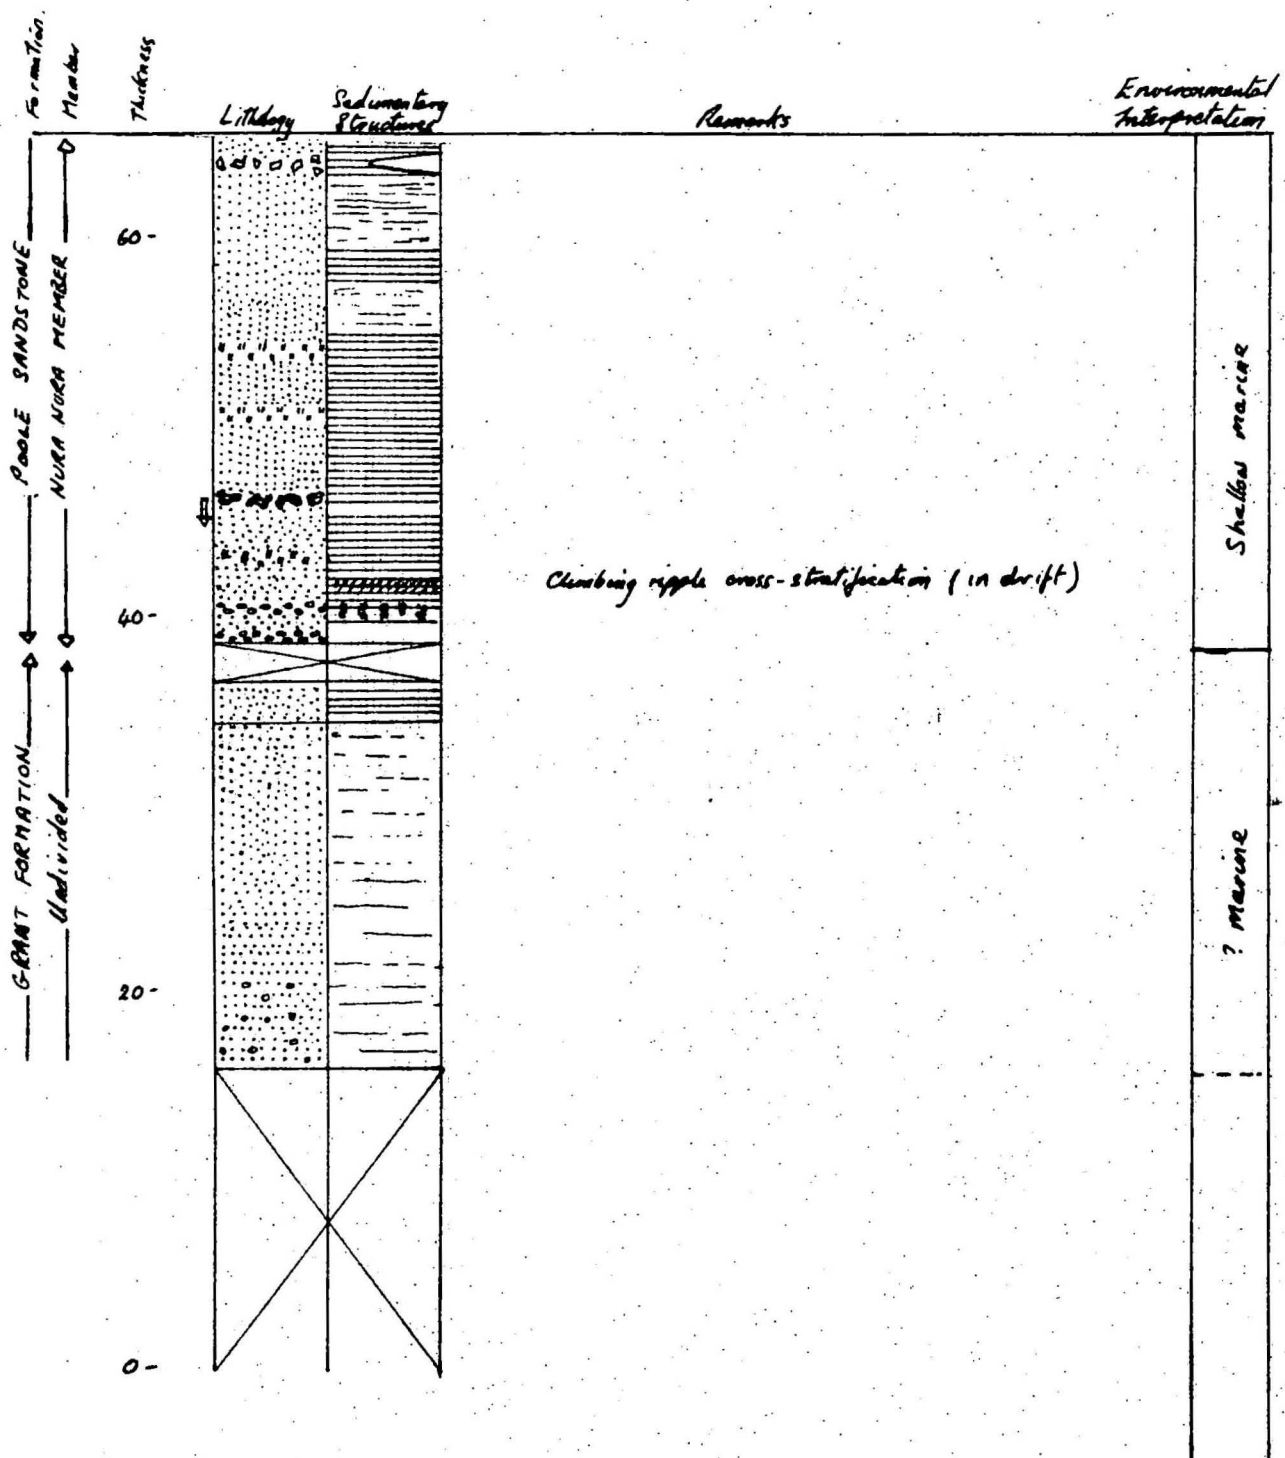 Formation.
Member
Thickness
Lithology
Sedimentary
Structures
Remarks
Environmental
Interpretation
POOLE SANDSTONE
NURA NURA MEMBER
GRANT FORMATION
Undivided
60-
40-
20-
0-
Climbing ripple cross-stratification (in drift)
Shallow marine
? Marine